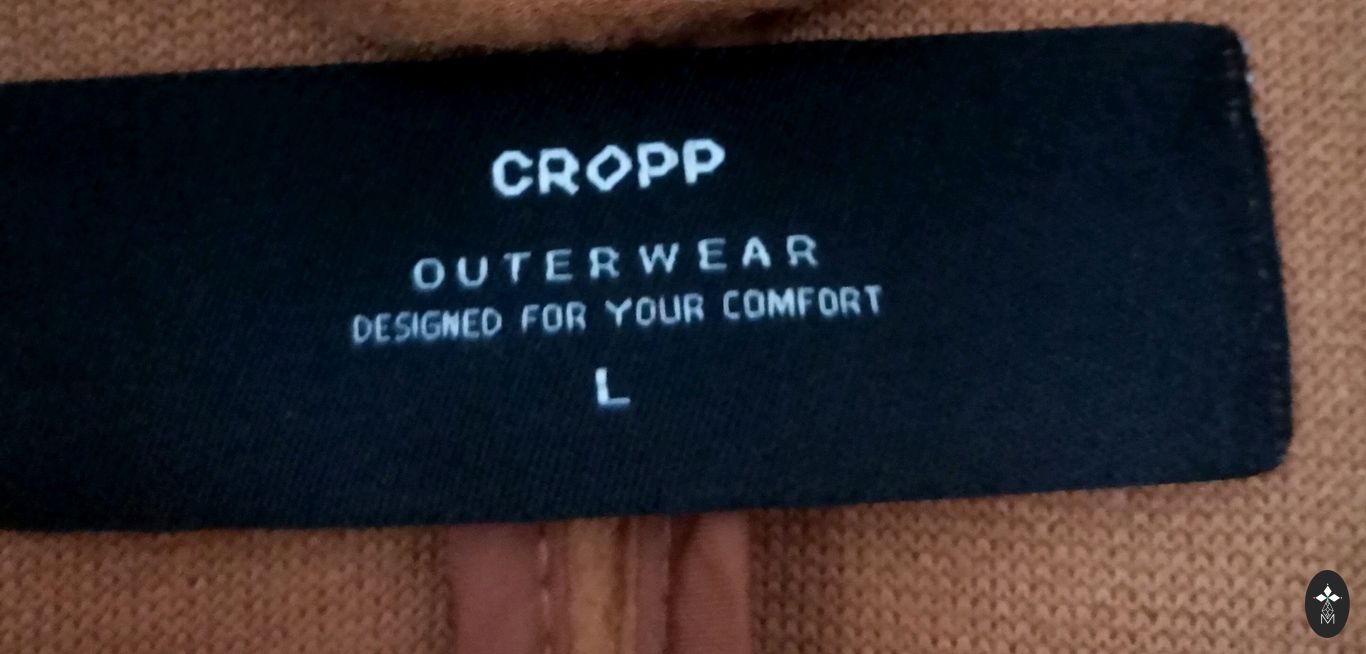 CROPP
OUTERWEAR
DESIGNED FOR YOUR COMFORT
L
M